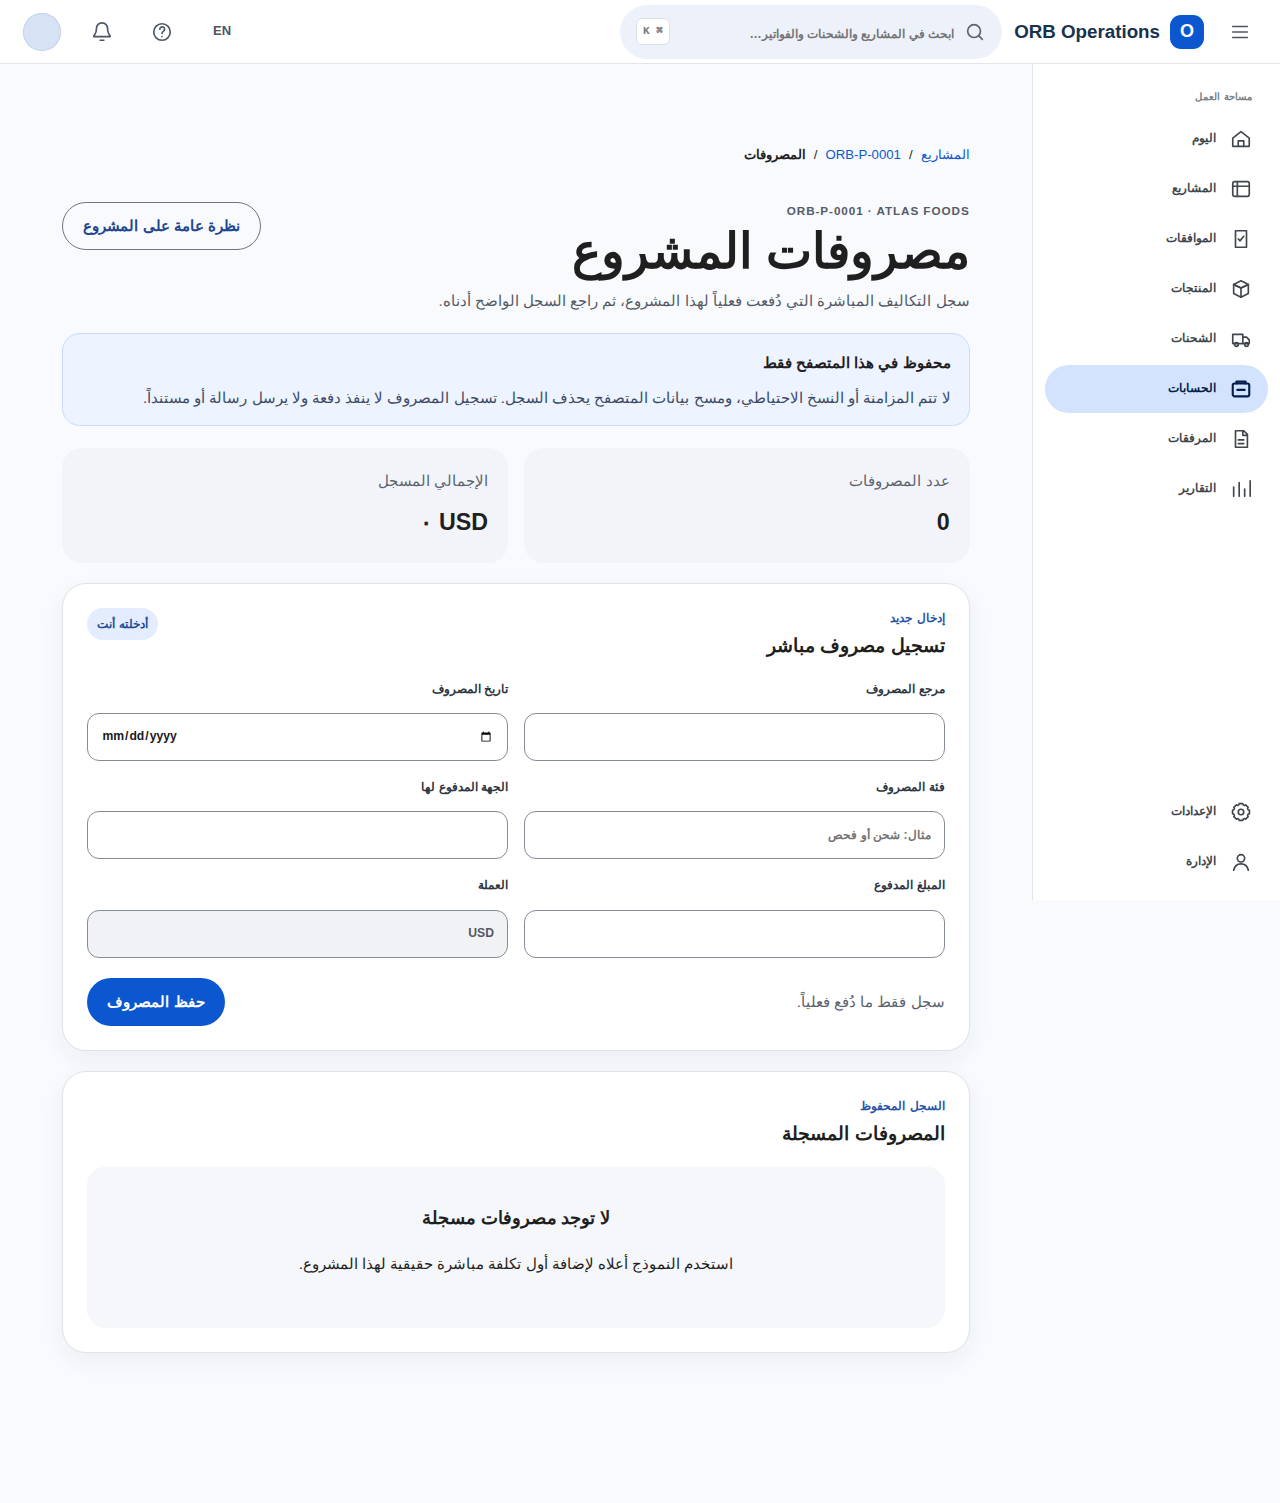 O
ORB Operations
ابحث في المشاريع والشحنات والفواتير...
⌘ K
EN
مساحة العمل
اليوم
المشاريع
الموافقات
المنتجات
الشحنات
الحسابات
المرفقات
التقارير
الإعدادات
الإدارة
المشاريع / ORB-P-0001 / المصروفات
ORB-P-0001 · ATLAS FOODS
مصروفات المشروع
سجل التكاليف المباشرة التي دُفعت فعلياً لهذا المشروع، ثم راجع السجل الواضح أدناه.
نظرة عامة على المشروع
محفوظ في هذا المتصفح فقط
لا تتم المزامنة أو النسخ الاحتياطي، ومسح بيانات المتصفح يحذف السجل. تسجيل المصروف لا ينفذ دفعة ولا يرسل رسالة أو مستنداً.
عدد المصروفات
0
الإجمالي المسجل
٠ USD
إدخال جديد
تسجيل مصروف مباشر
أدخلته أنت
مرجع المصروف
تاريخ المصروف
mm/dd/yyyy
فئة المصروف
مثال: شحن أو فحص
الجهة المدفوع لها
المبلغ المدفوع
العملة
USD
سجل فقط ما دُفع فعلياً.
حفظ المصروف
السجل المحفوظ
المصروفات المسجلة
لا توجد مصروفات مسجلة
استخدم النموذج أعلاه لإضافة أول تكلفة مباشرة حقيقية لهذا المشروع.